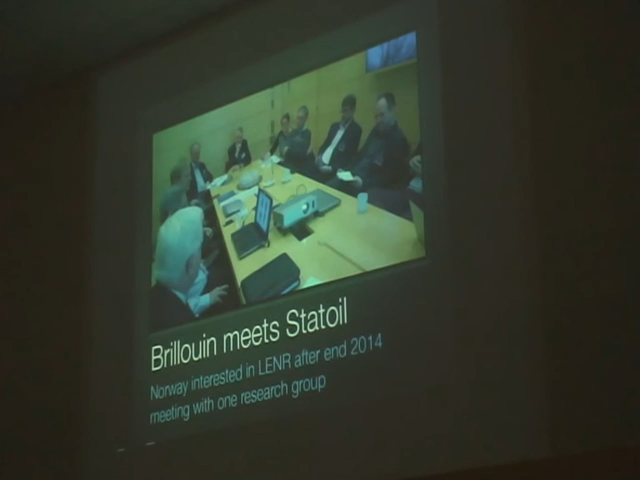 Brillouin meets Statoil
Norway interested in LENR after end 2014
meeting with one research group